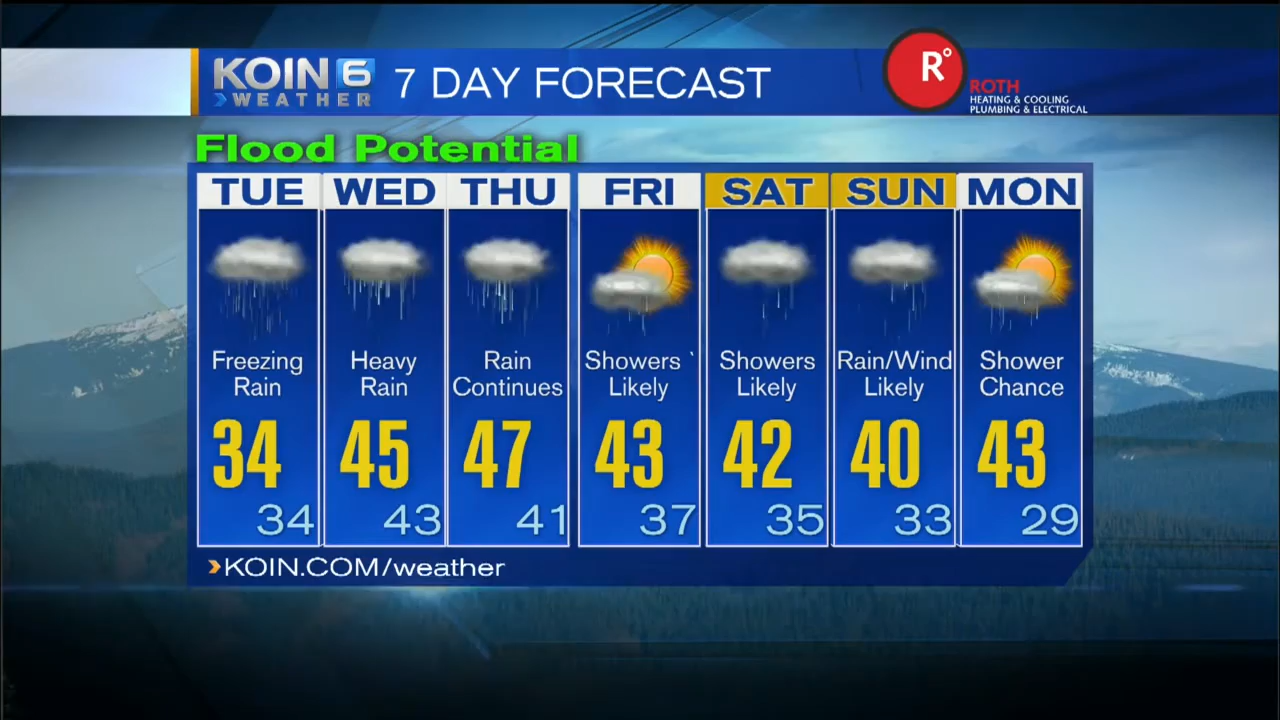 KOIN 6
WEATHER
7 DAY FORECAST
R°
ROTH
HEATING & COOLING
PLUMBING & ELECTRICAL
Flood Potential
TUE WED THU FRI SAT SUN MON
Freezing Heavy Rain Showers ` Showers Rain/Wind Shower
Rain Rain Continues Likely Likely Likely Chance
34 45 47 43 42 40 43
34 43 41 37 35 33 29
KOIN.COM/weather